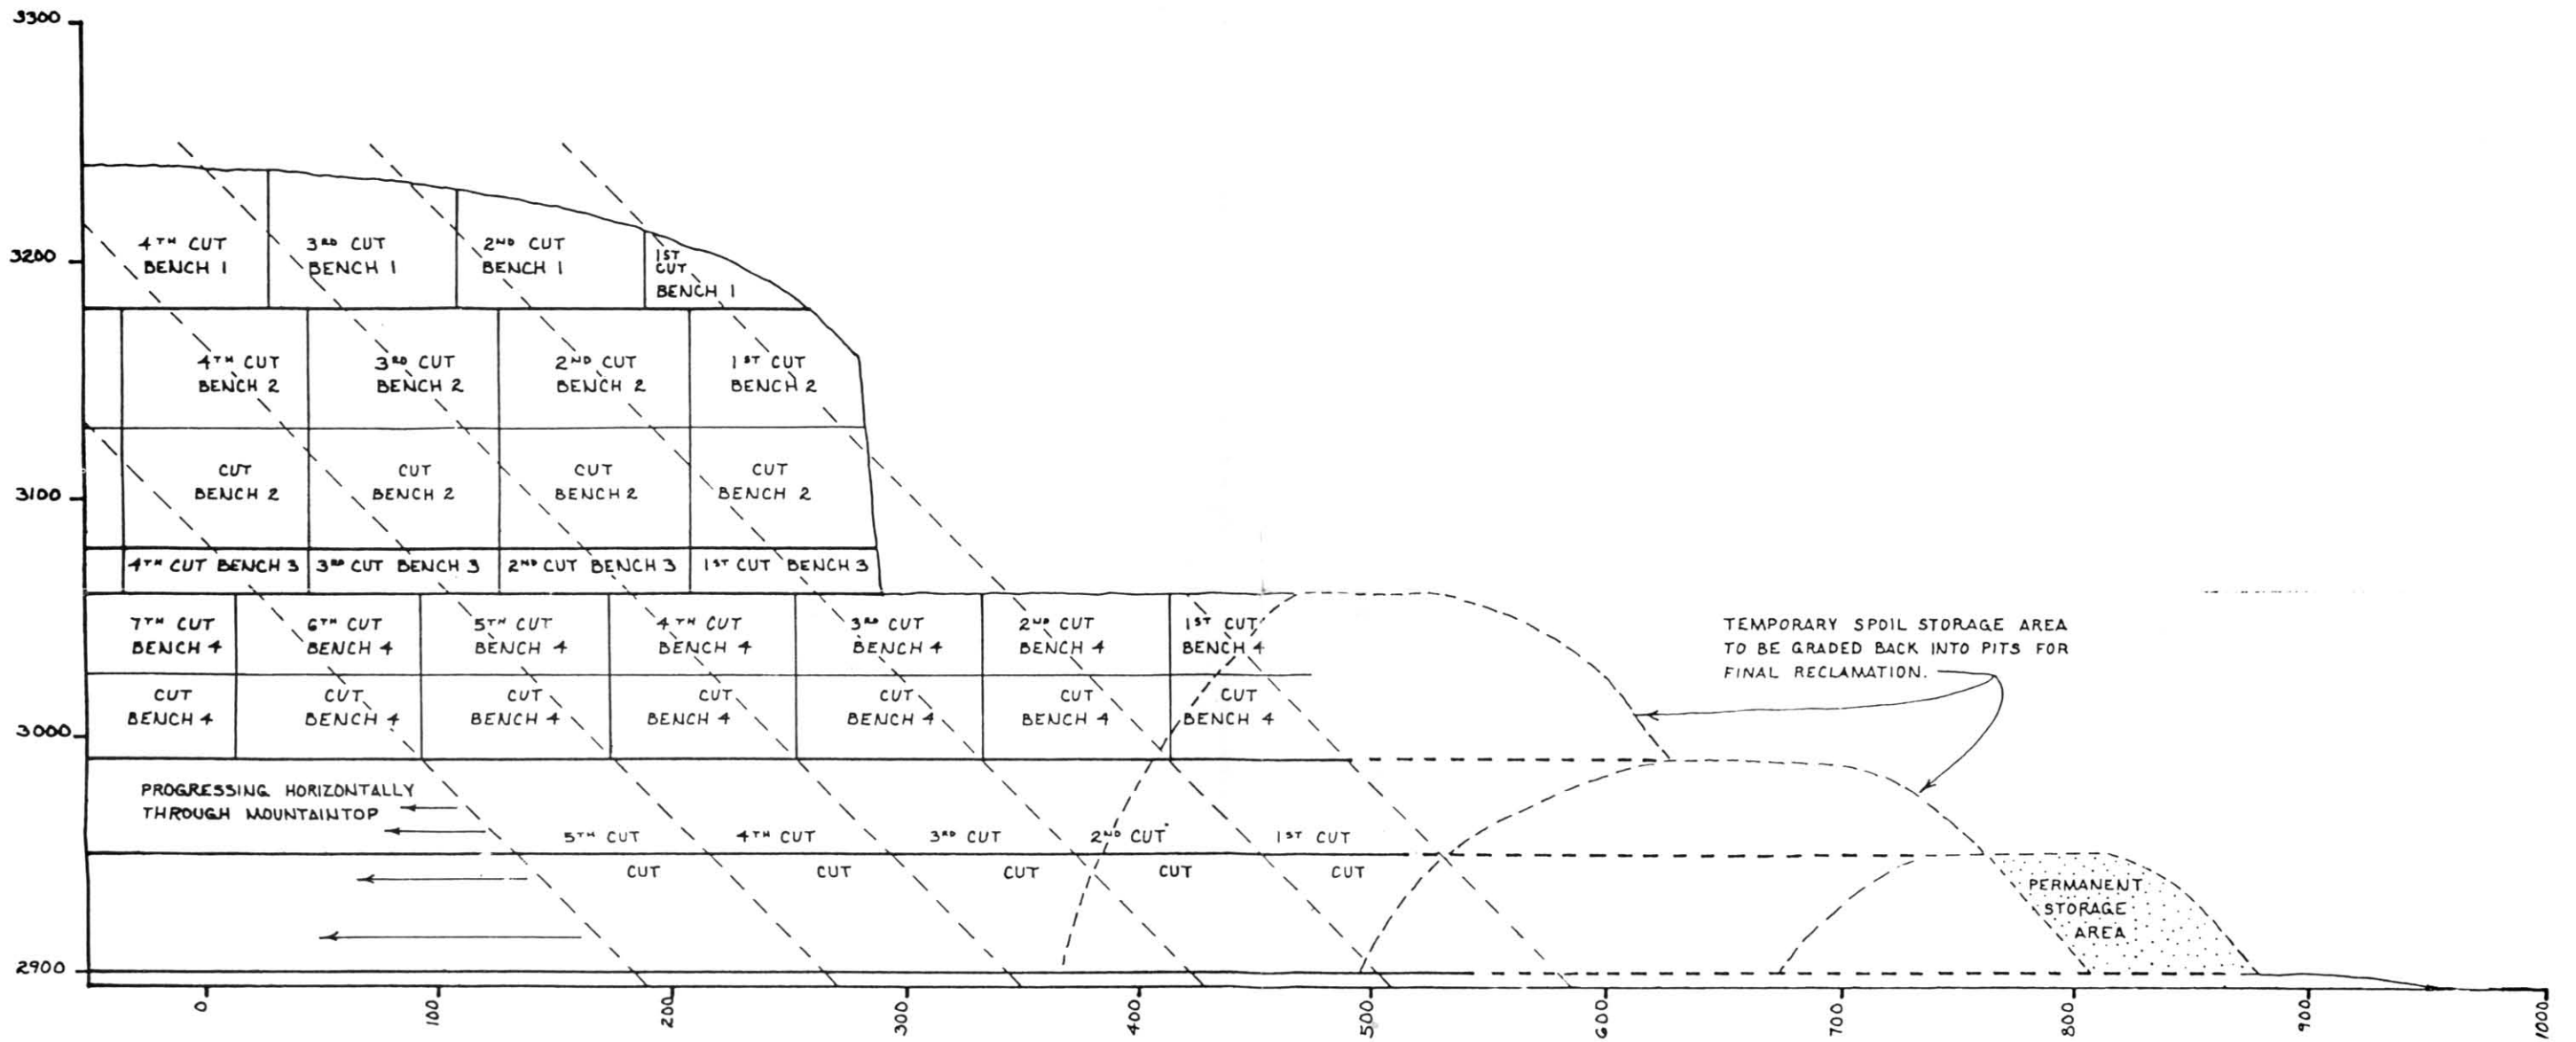 3300
4TH CUT
BENCH 1
3RD CUT
BENCH 1
2ND CUT
BENCH 1
1ST
CUT
BENCH 1
3200
4TH CUT
BENCH 2
3RD CUT
BENCH 2
2ND CUT
BENCH 2
1ST CUT
BENCH 2
CUT
BENCH 2
CUT
BENCH 2
CUT
BENCH 2
CUT
BENCH 2
3100
4TH CUT BENCH 3
3RD CUT BENCH 3
2ND CUT BENCH 3
1ST CUT BENCH 3
7TH CUT
BENCH 4
6TH CUT
BENCH 4
5TH CUT
BENCH 4
4TH CUT
BENCH 4
3RD CUT
BENCH 4
2ND CUT
BENCH 4
1ST CUT
BENCH 4
TEMPORARY SPOIL STORAGE AREA
TO BE GRADED BACK INTO PITS FOR
FINAL RECLAMATION.
CUT
BENCH 4
CUT
BENCH 4
CUT
BENCH 4
CUT
BENCH 4
CUT
BENCH 4
CUT
BENCH 4
CUT
BENCH 4
3000
PROGRESSING HORIZONTALLY
THROUGH MOUNTAINTOP
5TH CUT
4TH CUT
3RD CUT
2ND CUT
1ST CUT
CUT
CUT
CUT
CUT
CUT
PERMANENT
STORAGE
AREA
2900
0
100
200
300
400
500
600
700
800
900
1000